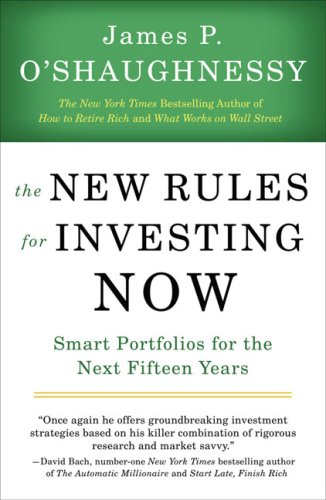 James P.
O'SHAUGHNESSY
The New York Times Bestselling Author of
How to Retire Rich and What Works on Wall Street
the NEW RULES
for INVESTING
NOW
Smart Portfolios for the
Next Fifteen Years
“Once again he offers groundbreaking investment
strategies based on his killer combination of rigorous
research and market savvy.”
—David Bach, number-one New York Times bestselling author
of The Automatic Millionaire and Start Late, Finish Rich